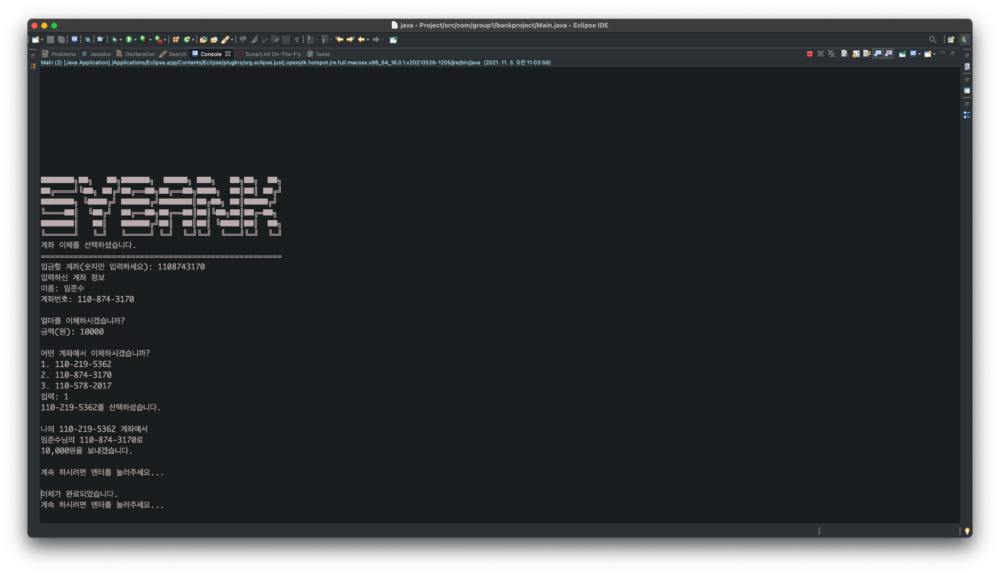 java - Project/src/com/group1/bankproject/Main.java - Eclipse IDE
Problems Javadoc Declaration Search Console SonarLint On-The-Fly Tasks
Main (2) [Java Application] /Applications/Eclipse.app/Contents/Eclipse/plugins/org.eclipse.justj.openjdk.hotspot.jre.full.macosx.x86_64_16.0.1.v20210528-1205/jre/bin/java (2021. 11. 3. 오전 11:03:59)
SYBANK
계좌 이체를 선택하셨습니다.
===================================================
입금할 계좌(숫자만 입력하세요): 1108743170
입력하신 계좌 정보
이름: 임준수
계좌번호: 110-874-3170
얼마를 이체하시겠습니까?
금액(원): 10000
어떤 계좌에서 이체하시겠습니까?
1. 110-219-5362
2. 110-874-3170
3. 110-578-2017
입력: 1
110-219-5362를 선택하셨습니다.
나의 110-219-5362 계좌에서
임준수님의 110-874-3170로
10,000원을 보내겠습니다.
계속 하시려면 엔터를 눌러주세요...
이체가 완료되었습니다.
계속 하시려면 엔터를 눌러주세요...